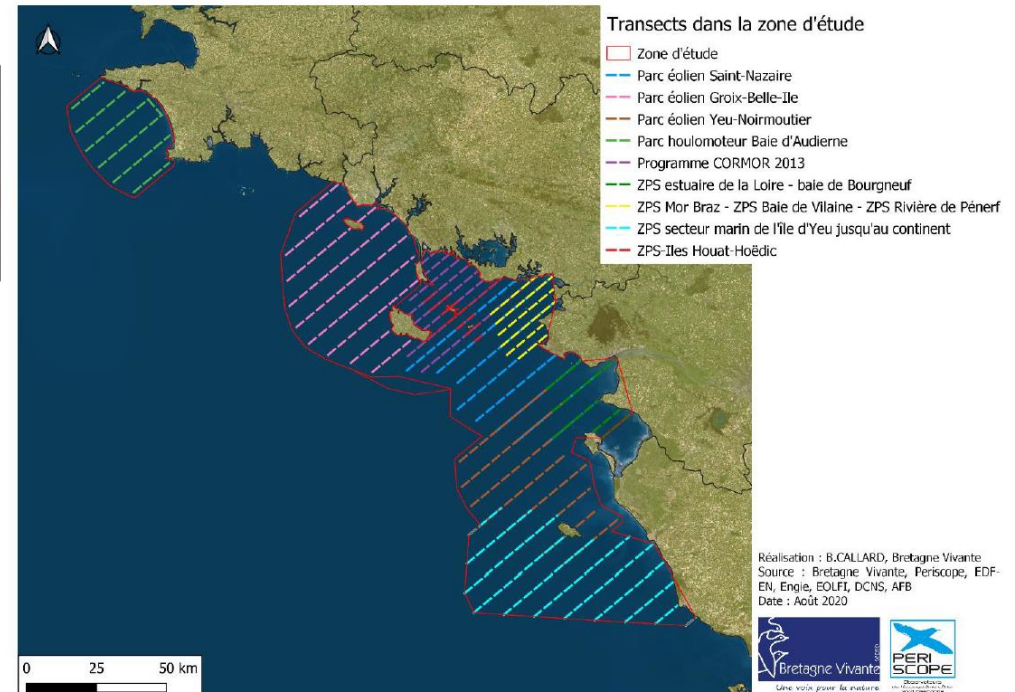 Transects dans la zone d'étude
Zone d'étude
Parc éolien Saint-Nazaire
Parc éolien Groix-Belle-Ile
Parc éolien Yeu-Noirmoutier
Parc houlomoteur Baie d'Audierne
Programme CORMOR 2013
ZPS estuaire de la Loire - baie de Bourgneuf
ZPS Mor Braz - ZPS Baie de Vilaine - ZPS Rivière de Pénerf
ZPS secteur marin de l'île d'Yeu jusqu'au continent
ZPS-Iles Houat-Hoëdic
Réalisation : B.CALLARD, Bretagne Vivante
Source : Bretagne Vivante, Periscope, EDF-
EN, Engie, EOLFI, DCNS, AFB
Date : Août 2020
Bretagne Vivante
Une voix pour la nature
PERI
SCOPE
0 25 50 km